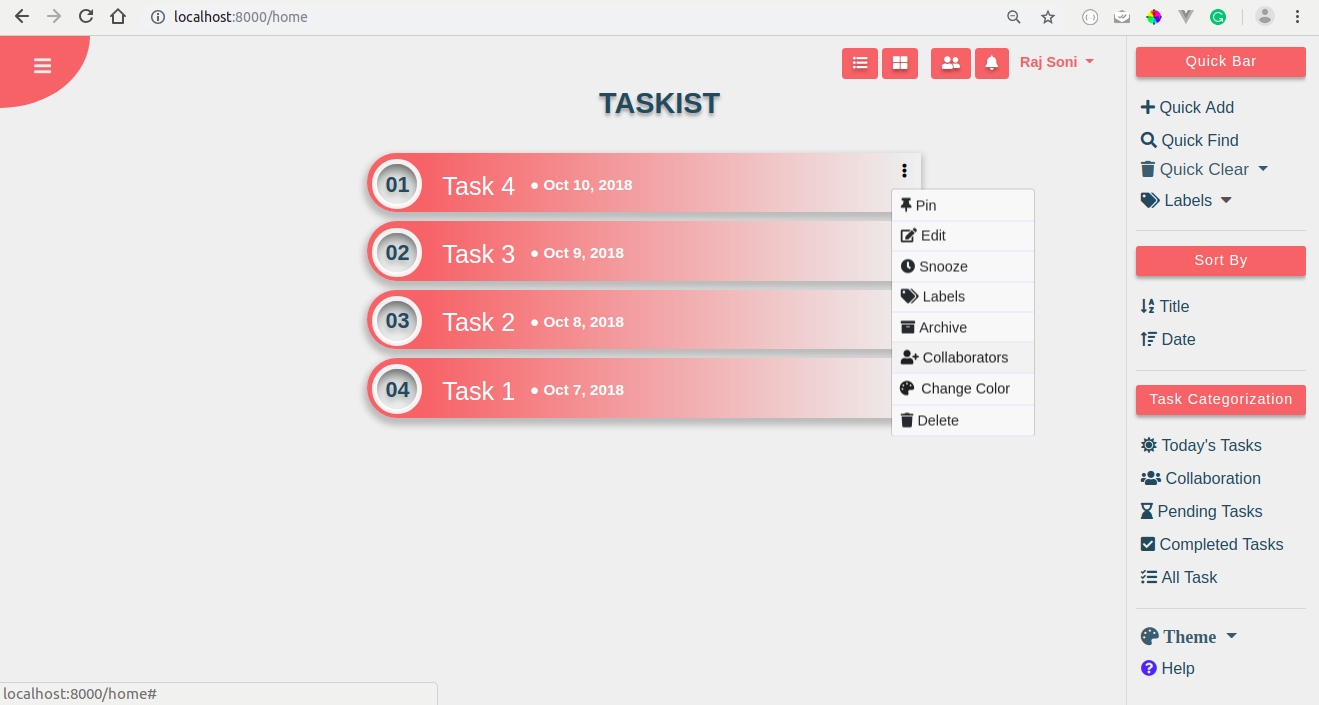 localhost:8000/home
Raj Soni
TASKIST
01 Task 4 • Oct 10, 2018
02 Task 3 • Oct 9, 2018
03 Task 2 • Oct 8, 2018
04 Task 1 • Oct 7, 2018
Pin
Edit
Snooze
Labels
Archive
Collaborators
Change Color
Delete
Quick Bar
Quick Add
Quick Find
Quick Clear
Labels
Sort By
Title
Date
Task Categorization
Today's Tasks
Collaboration
Pending Tasks
Completed Tasks
All Task
Theme
Help
localhost:8000/home#